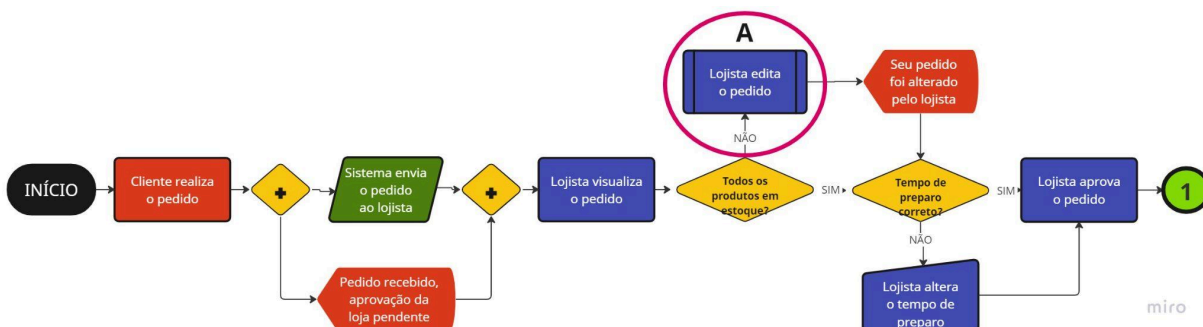 A
Lojista edita
o pedido
Seu pedido
foi alterado
pelo lojista
NÃO
INÍCIO
Cliente realiza
o pedido
Sistema envia
o pedido
ao lojista
Lojista visualiza
o pedido
Todos os
produtos em
estoque?
SIM
Tempo de
preparo
correto?
SIM
Lojista aprova
o pedido
1
NÃO
Pedido recebido,
aprovação da
loja pendente
Lojista altera
o tempo de
preparo
miro